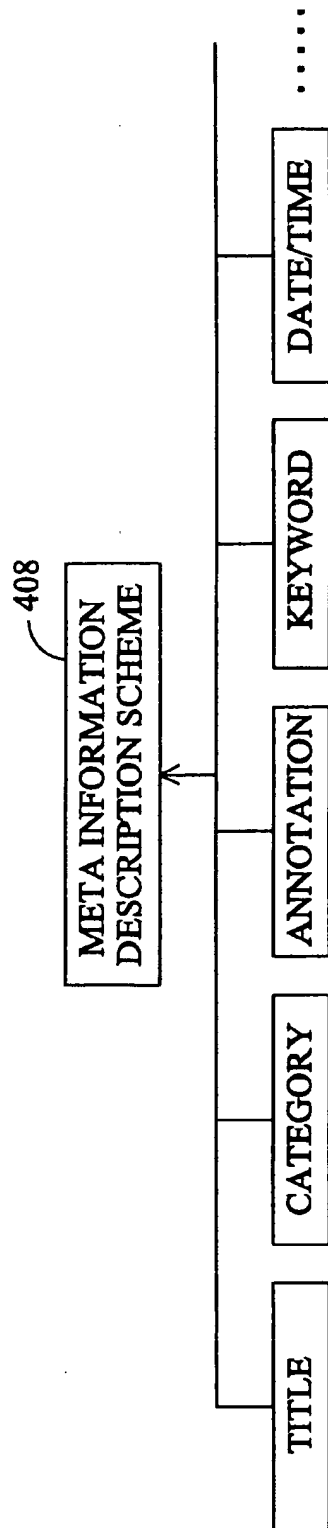 408
META INFORMATION
DESCRIPTION SCHEME
TITLE
CATEGORY
ANNOTATION
KEYWORD
DATE/TIME
.....